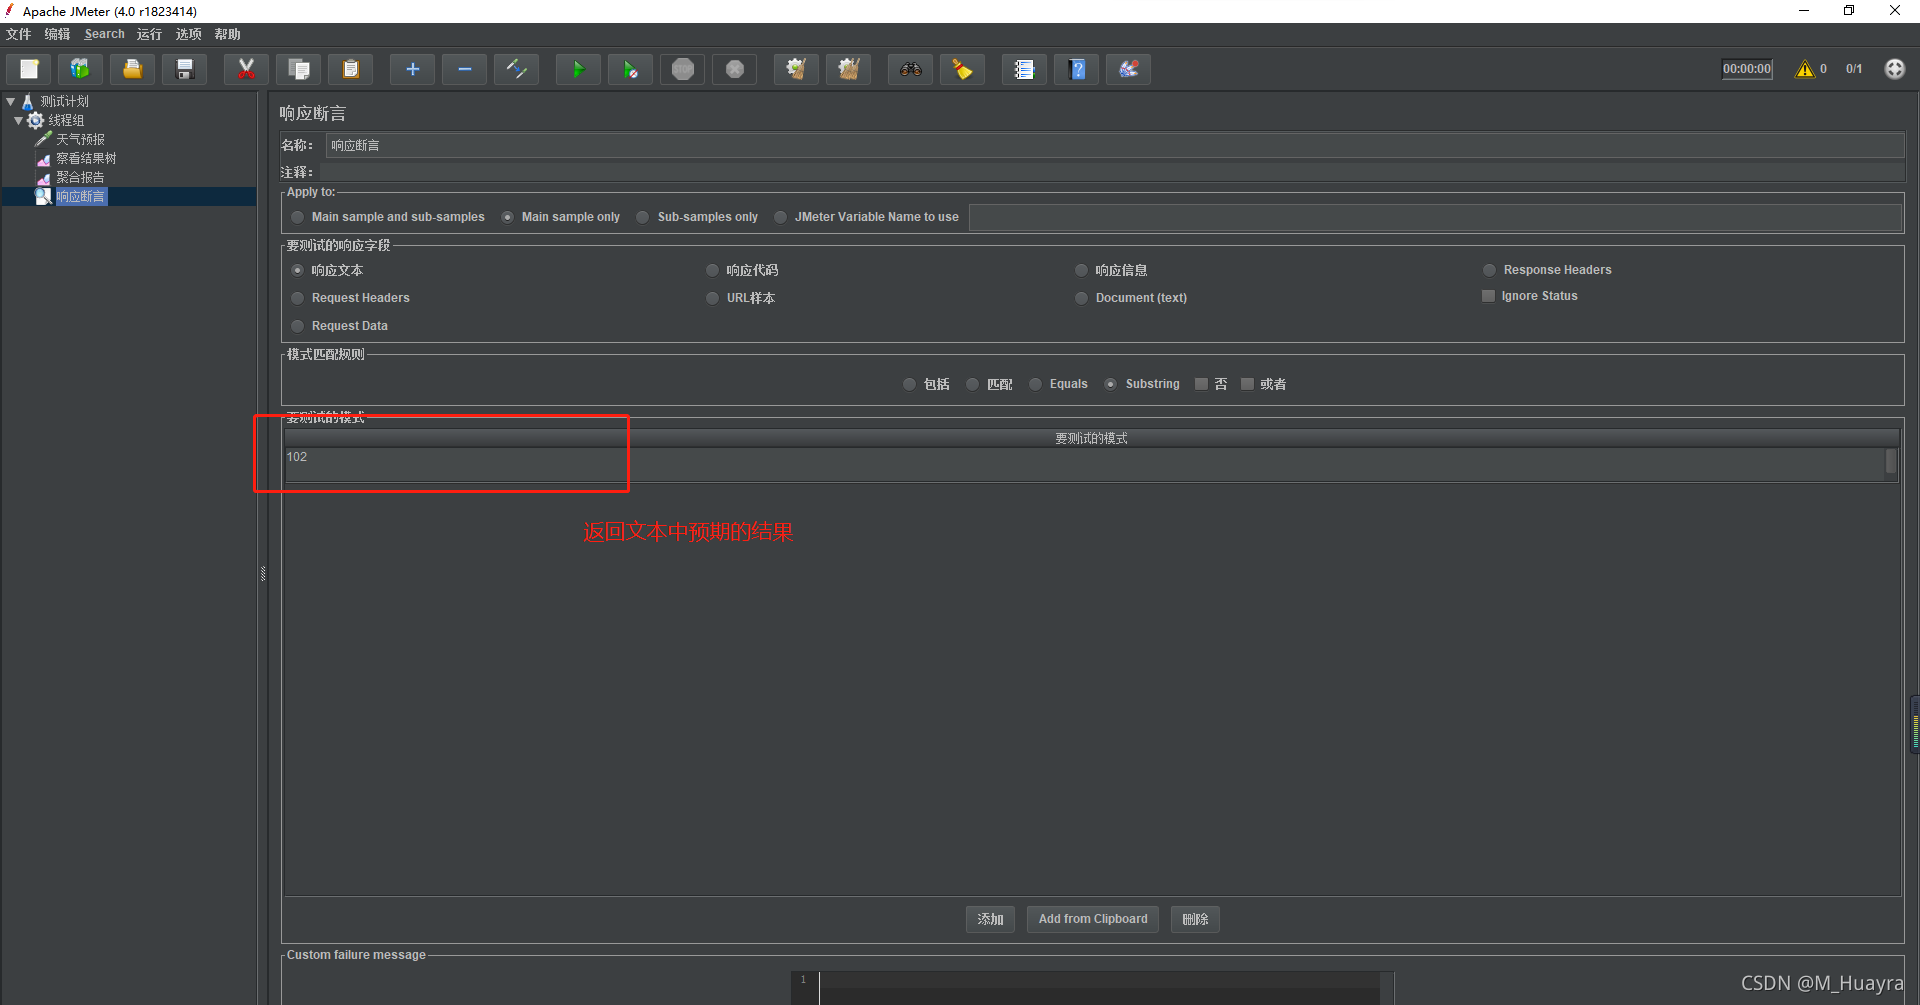 Apache JMeter (4.0 r1823414)
文件 编辑 Search 运行 选项 帮助
00:00:00 0 0/1
测试计划
线程组
天气预报
察看结果树
聚合报告
响应断言
响应断言
名称： 响应断言
注释：
Apply to:
Main sample and sub-samples Main sample only Sub-samples only JMeter Variable Name to use
要测试的响应字段
响应文本 响应代码 响应信息 Response Headers
Request Headers URL样本 Document (text) Ignore Status
Request Data
模式匹配规则
包括 匹配 Equals Substring 否 或者
要测试的模式
要测试的模式
102
返回文本中预期的结果
添加 Add from Clipboard 删除
Custom failure message
1
CSDN @M_Huayra